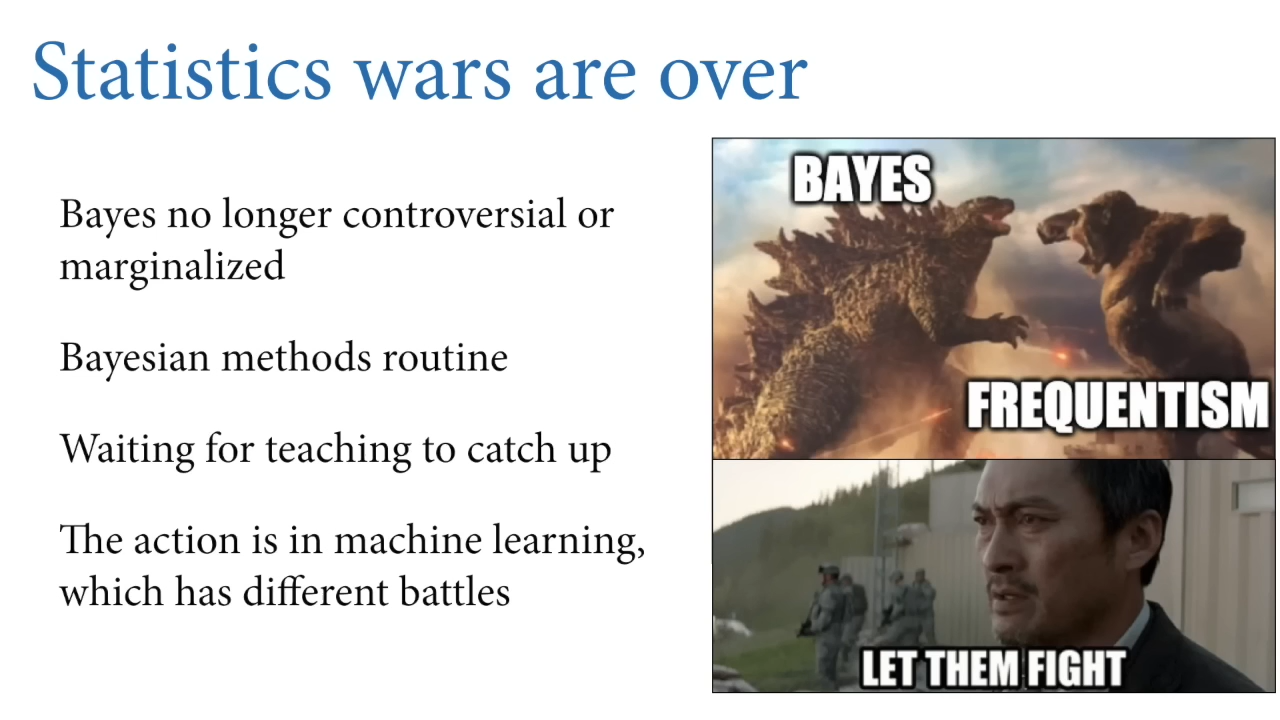 Statistics wars are over
Bayes no longer controversial or
marginalized
Bayesian methods routine
Waiting for teaching to catch up
The action is in machine learning,
which has different battles
BAYES
FREQUENTISM
LET THEM FIGHT